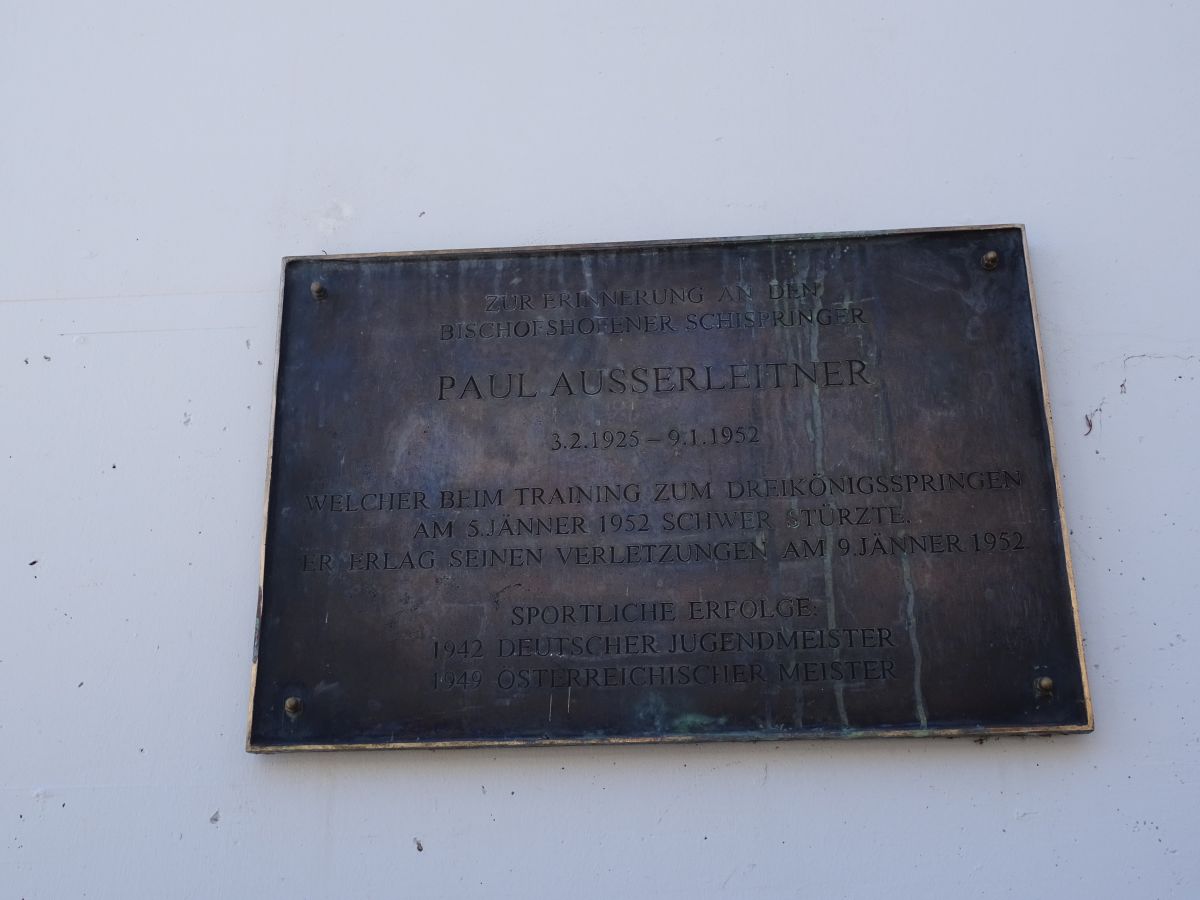 ZUR ERINNERUNG AN DEN
BISCHOFSHOFENER SCHISPRINGER
PAUL AUSSERLEITNER
3.2.1925 – 9.1.1952
WELCHER BEIM TRAINING ZUM DREIKÖNIGSSPRINGEN
AM 5.JÄNNER 1952 SCHWER STÜRZTE.
ER ERLAG SEINEN VERLETZUNGEN AM 9.JÄNNER 1952
SPORTLICHE ERFOLGE:
1942 DEUTSCHER JUGENDMEISTER
1949 ÖSTERREICHISCHER MEISTER